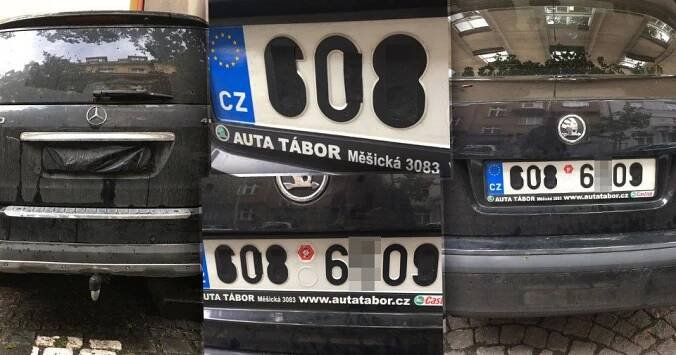 CZ 608
AUTA TÁBOR Měšická 3083
608 6 09
AUTA TÁBOR Měšická 3083 www.autatabor.cz Castrol
CZ 608 6 09
AUTA TÁBOR Měšická 3083 www.autatabor.cz Castrol